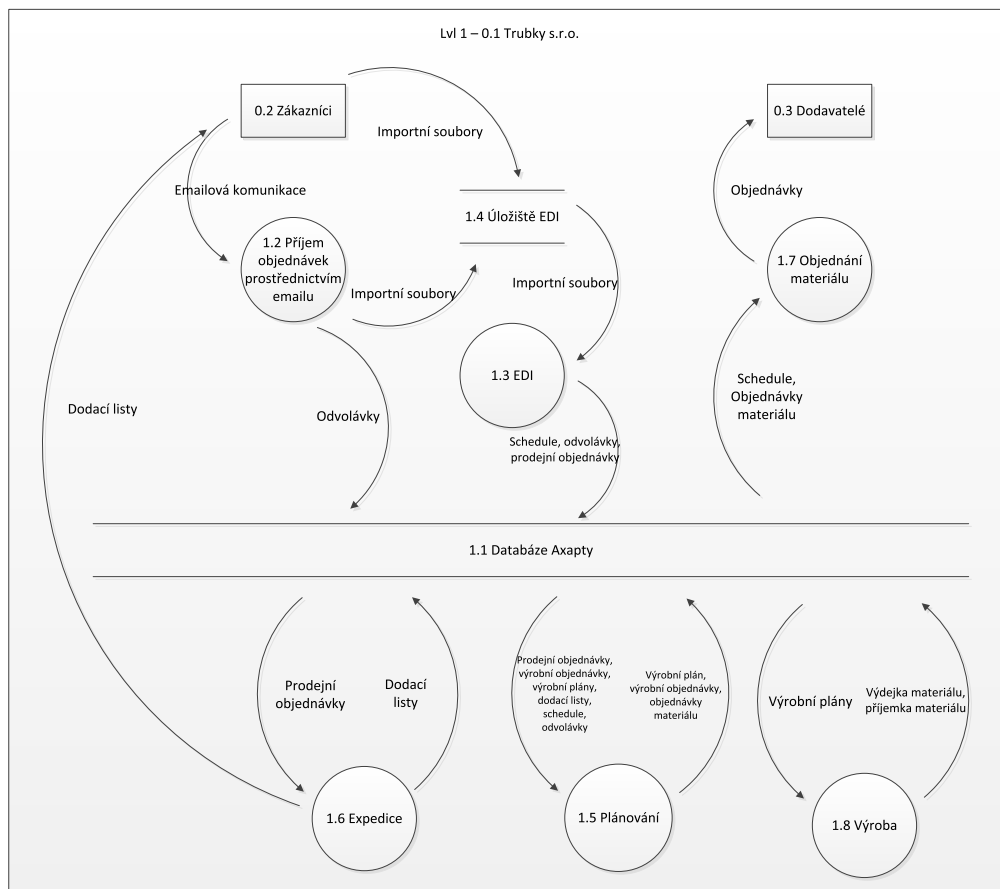 Lvl 1 – 0.1 Trubky s.r.o.
0.2 Zákazníci
0.3 Dodavatelé
Importní soubory
Emailová komunikace
Objednávky
1.4 Úložiště EDI
1.2 Příjem
objednávek
prostřednictvím
emailu
1.7 Objednání
materiálu
Importní soubory
Importní soubory
1.3 EDI
Schedule,
Objednávky
materiálu
Dodací listy
Odvolávky
Schedule, odvolávky,
prodejní objednávky
1.1 Databáze Axapty
Prodejní
objednávky
Dodací
listy
Prodejní objednávky,
výrobní objednávky,
výrobní plány,
dodací listy,
schedule,
odvolávky
Výrobní plán,
výrobní objednávky,
objednávky
materiálu
Výrobní plány
Výdejka materiálu,
příjemka materiálu
1.6 Expedice
1.5 Plánování
1.8 Výroba